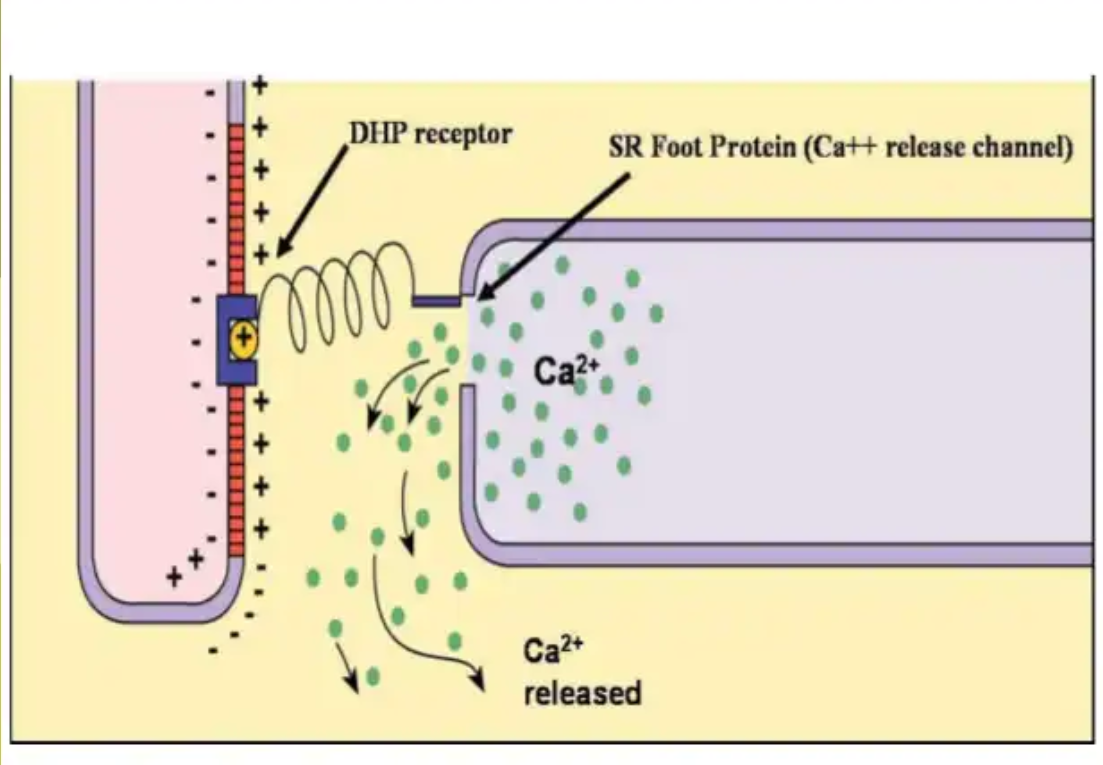 DHP receptor
SR Foot Protein (Ca++ release channel)
Ca2+
Ca2+
released